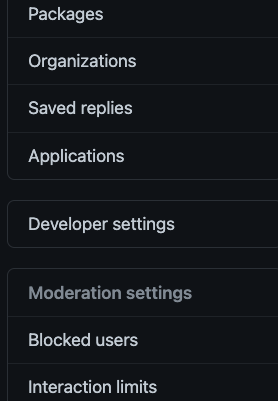 Packages
Organizations
Saved replies
Applications
Developer settings
Moderation settings
Blocked users
Interaction limits